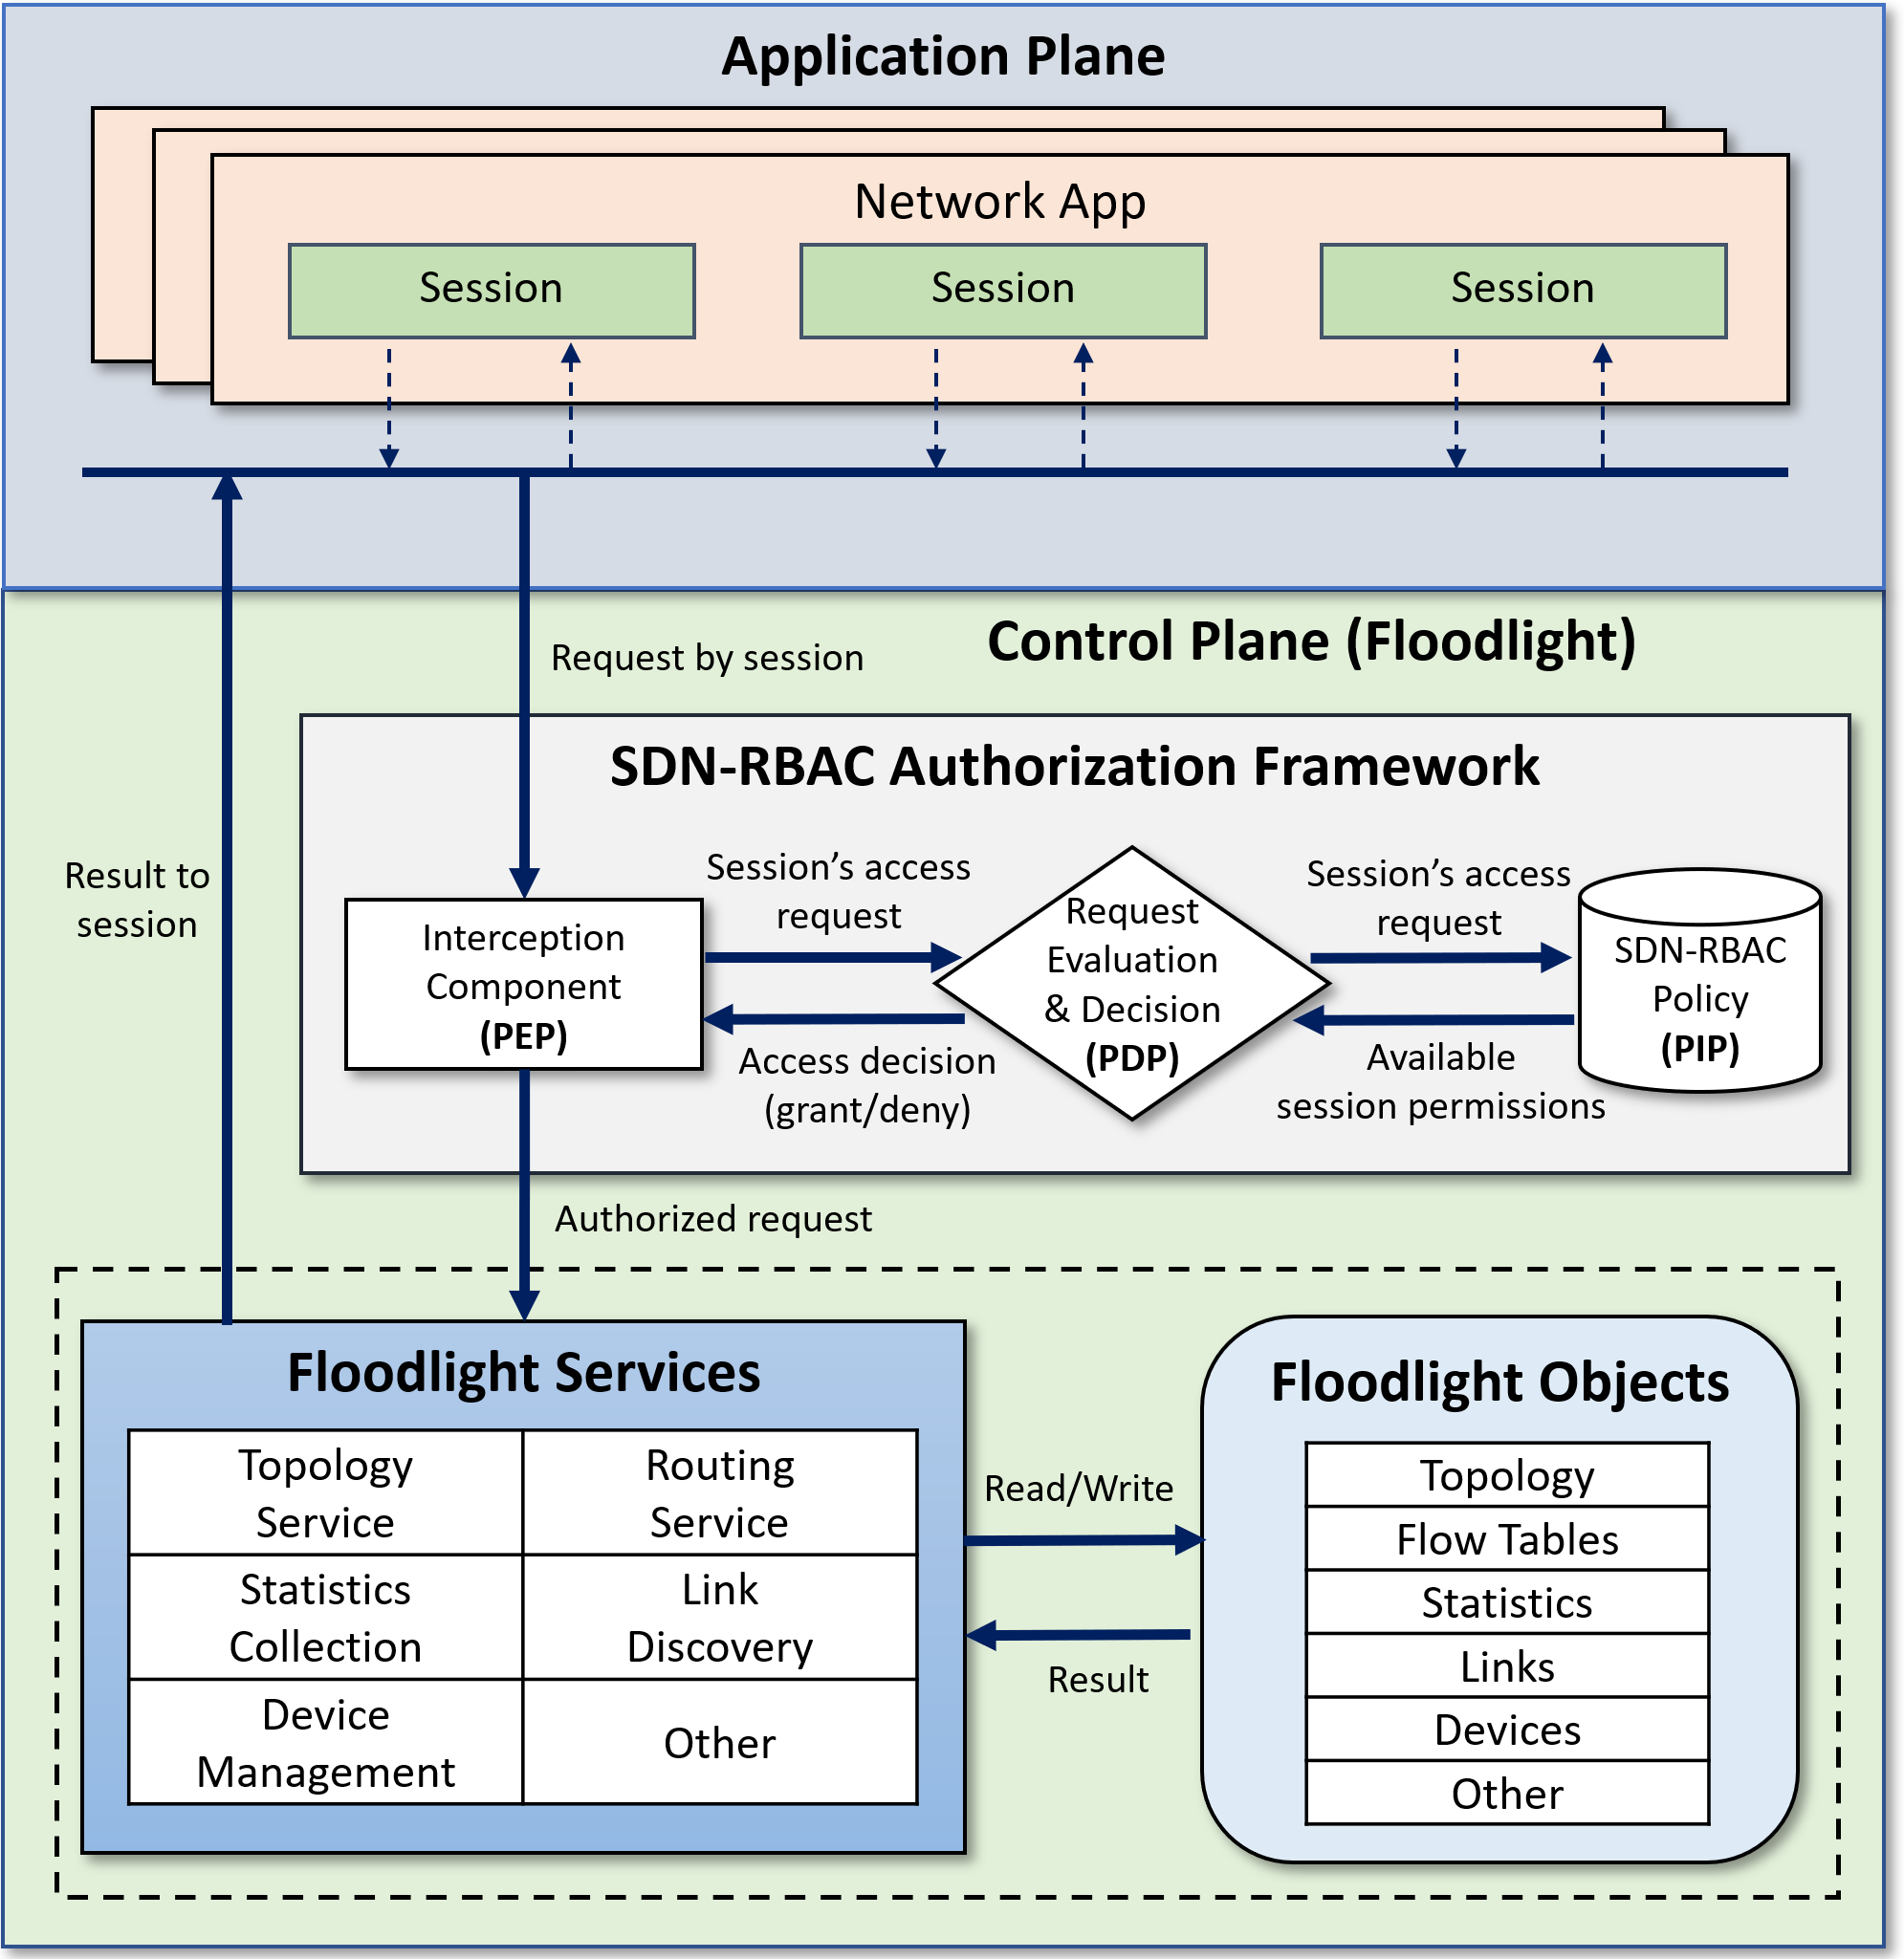 Application Plane
Network App
Session
Session
Session
Request by session
Control Plane (Floodlight)
SDN-RBAC Authorization Framework
Result to
session
Interception
Component
(PEP)
Session’s access
request
Access decision
(grant/deny)
Request
Evaluation
& Decision
(PDP)
Session’s access
request
Available
session permissions
SDN-RBAC
Policy
(PIP)
Authorized request
Floodlight Services
Topology
Service
Routing
Service
Statistics
Collection
Link
Discovery
Device
Management
Other
Read/Write
Result
Floodlight Objects
Topology
Flow Tables
Statistics
Links
Devices
Other